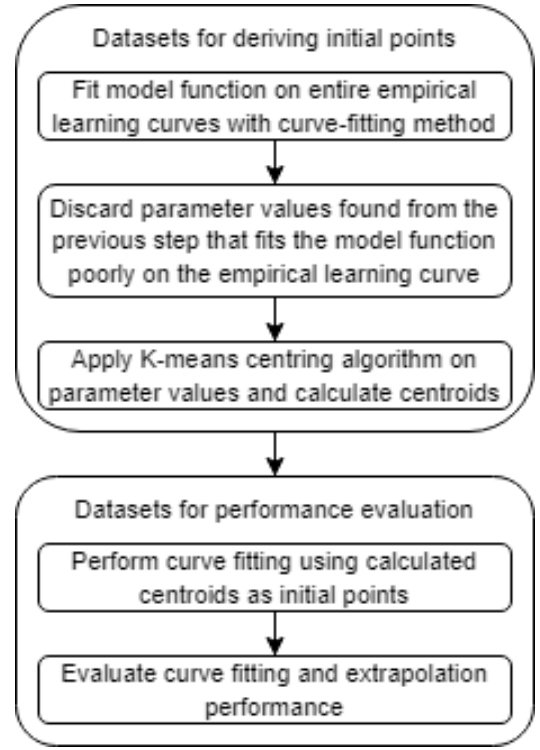 Datasets for deriving initial points
Fit model function on entire empirical
learning curves with curve-fitting method
Discard parameter values found from the
previous step that fits the model function
poorly on the empirical learning curve
Apply K-means centring algorithm on
parameter values and calculate centroids
Datasets for performance evaluation
Perform curve fitting using calculated
centroids as initial points
Evaluate curve fitting and extrapolation
performance